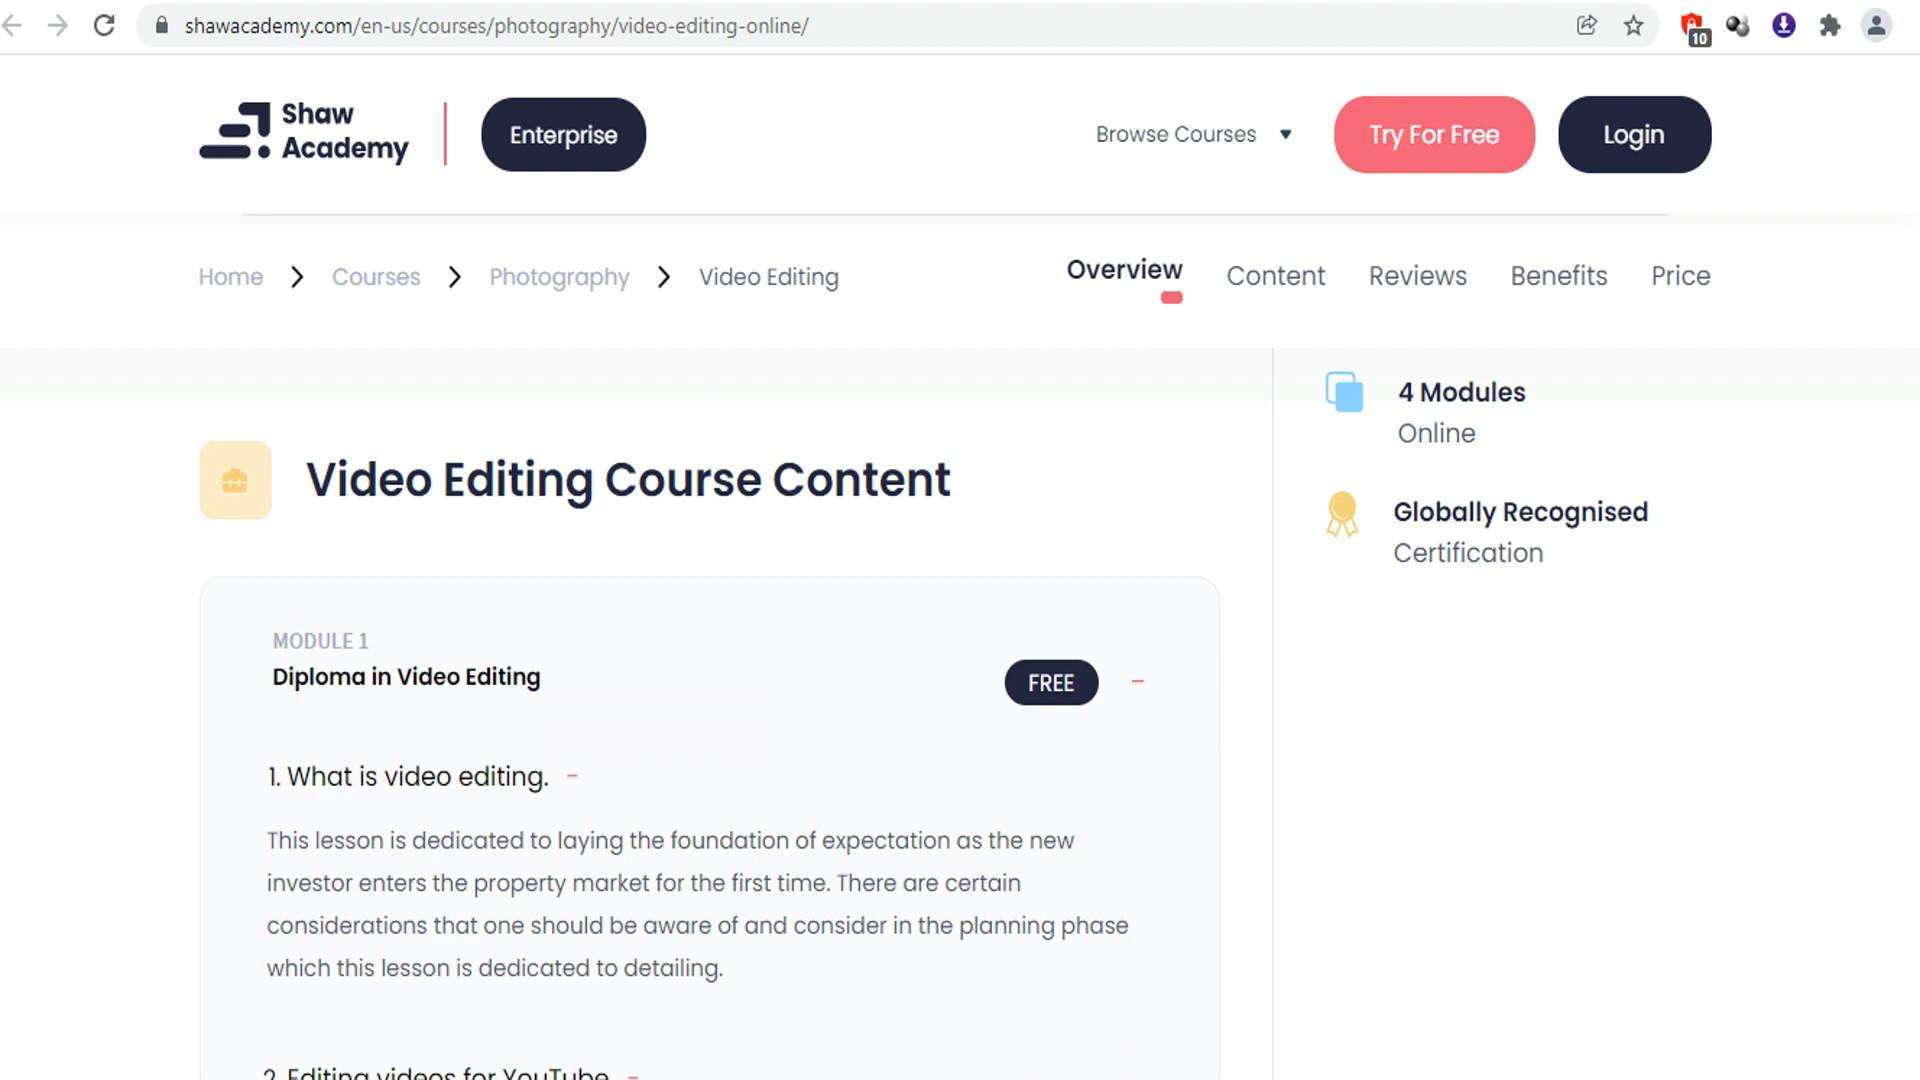 shawacademy.com/en-us/courses/photography/video-editing-online/
10
Shaw
Academy
Enterprise
Browse Courses
Try For Free
Login
Home
Courses
Photography
Video Editing
Overview
Content
Reviews
Benefits
Price
4 Modules
Online
Globally Recognised
Certification
Video Editing Course Content
MODULE 1
Diploma in Video Editing
FREE
1. What is video editing.
This lesson is dedicated to laying the foundation of expectation as the new
investor enters the property market for the first time. There are certain
considerations that one should be aware of and consider in the planning phase
which this lesson is dedicated to detailing.
2. Editing videos for YouTube